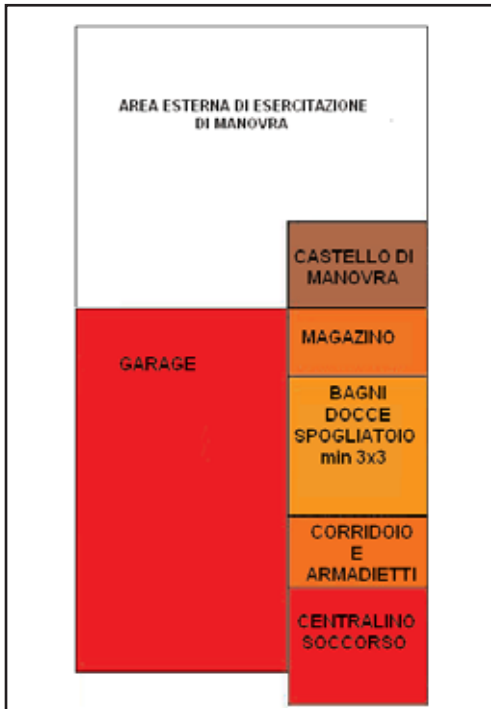 AREA ESTERNA DI ESERCITAZIONE
DI MANOVRA
CASTELLO DI
MANOVRA
MAGAZINO
GARAGE
BAGNI
DOCCE
SPOGLIATOIO
min 3x3
CORRIDOIO
E
ARMADIETTI
CENTRALINO
SOCCORSO